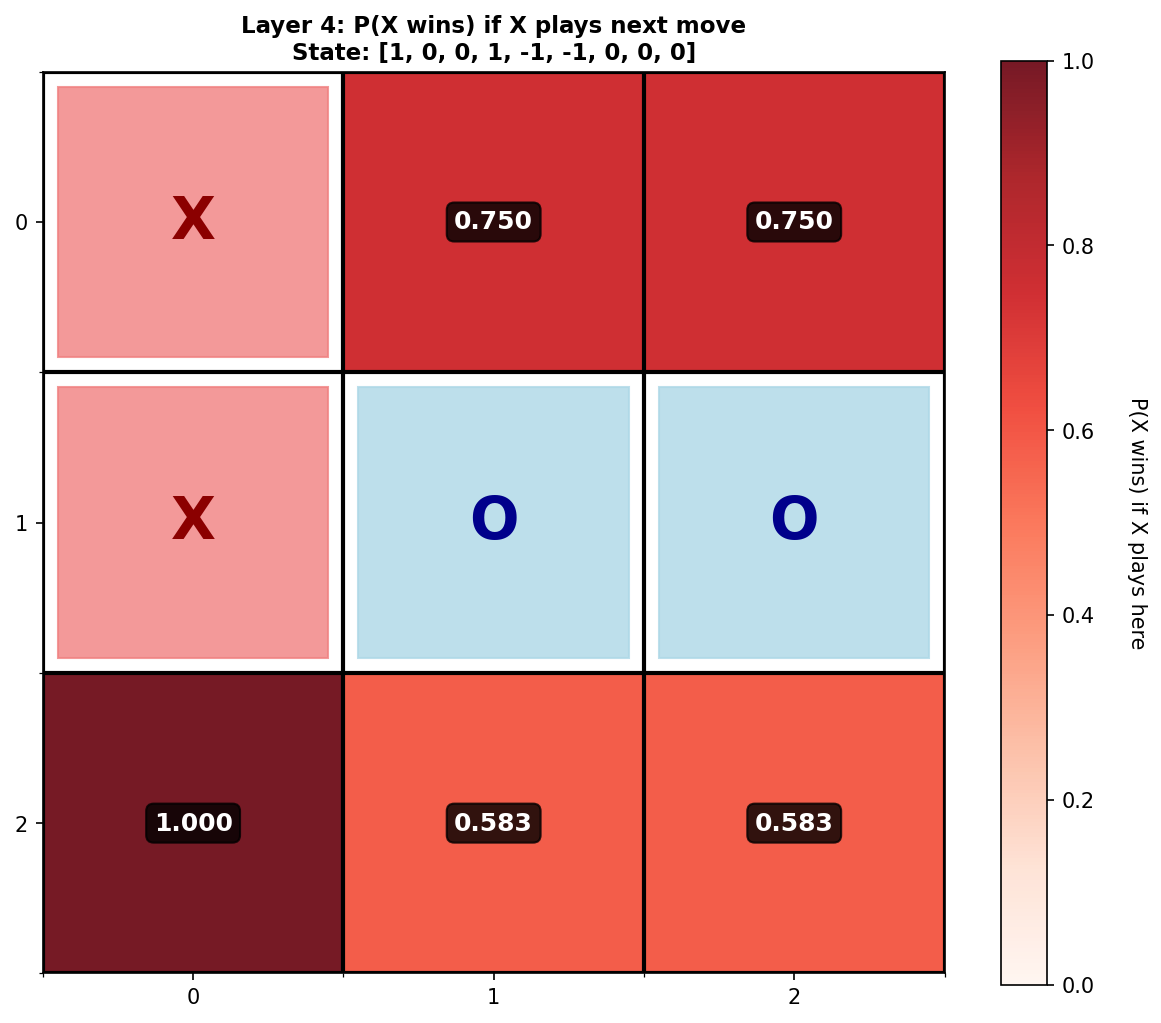 Layer 4: P(X wins) if X plays next move
State: [1, 0, 0, 1, -1, -1, 0, 0, 0]
1.0
0 X 0.750 0.750
0.8
0.6
P(X wins) if X plays here
1 X O O
0.4
2 1.000 0.583 0.583
0.2
0.0
0 1 2